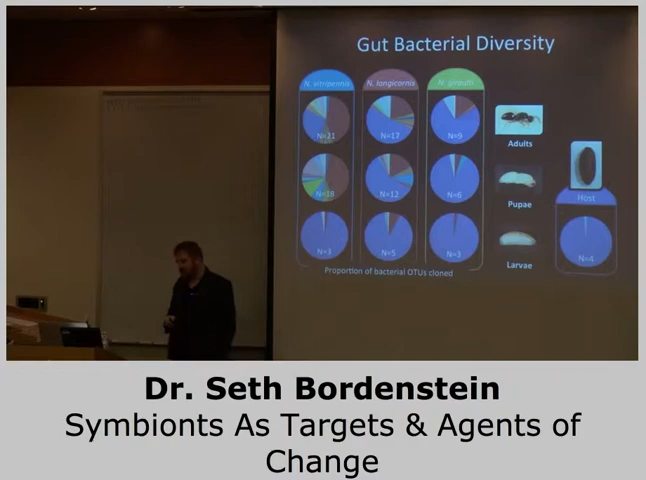 Gut Bacterial Diversity
N. vitripennis N. longicornis N. giraulti
N=21 N=17 N=9
Adults
N=18 N=12 N=6
Pupae
Host
N=3 N=5 N=3
Larvae
N=4
Proportion of bacterial OTUs cloned
Dr. Seth Bordenstein
Symbionts As Targets & Agents of
Change